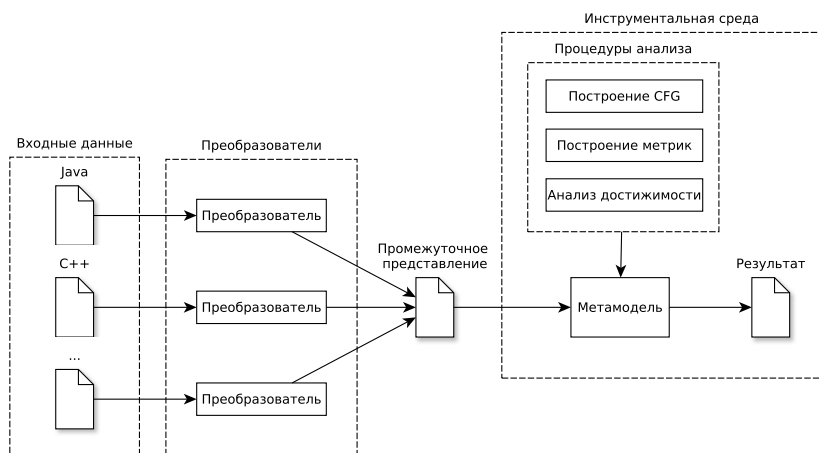 Инструментальная среда
Процедуры анализа
Построение CFG
Построение метрик
Анализ достижимости
Входные данные
Преобразователи
Java
Преобразователь
C++
Преобразователь
...
Преобразователь
Промежуточное
представление
Метамодель
Результат